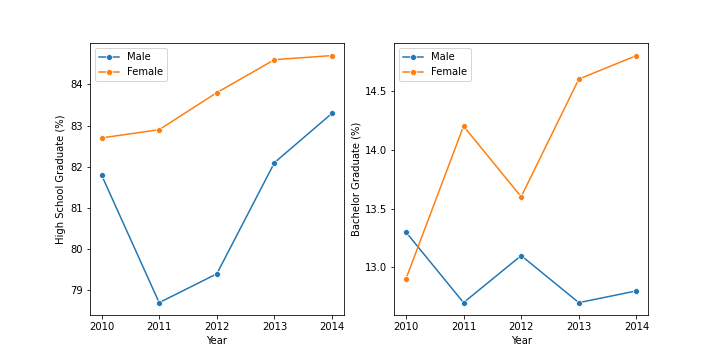 Male
Female
84
83
82
81
80
79
2010 2011 2012 2013 2014
Year
High School Graduate (%)
Male
Female
14.5
14.0
13.5
13.0
2010 2011 2012 2013 2014
Year
Bachelor Graduate (%)